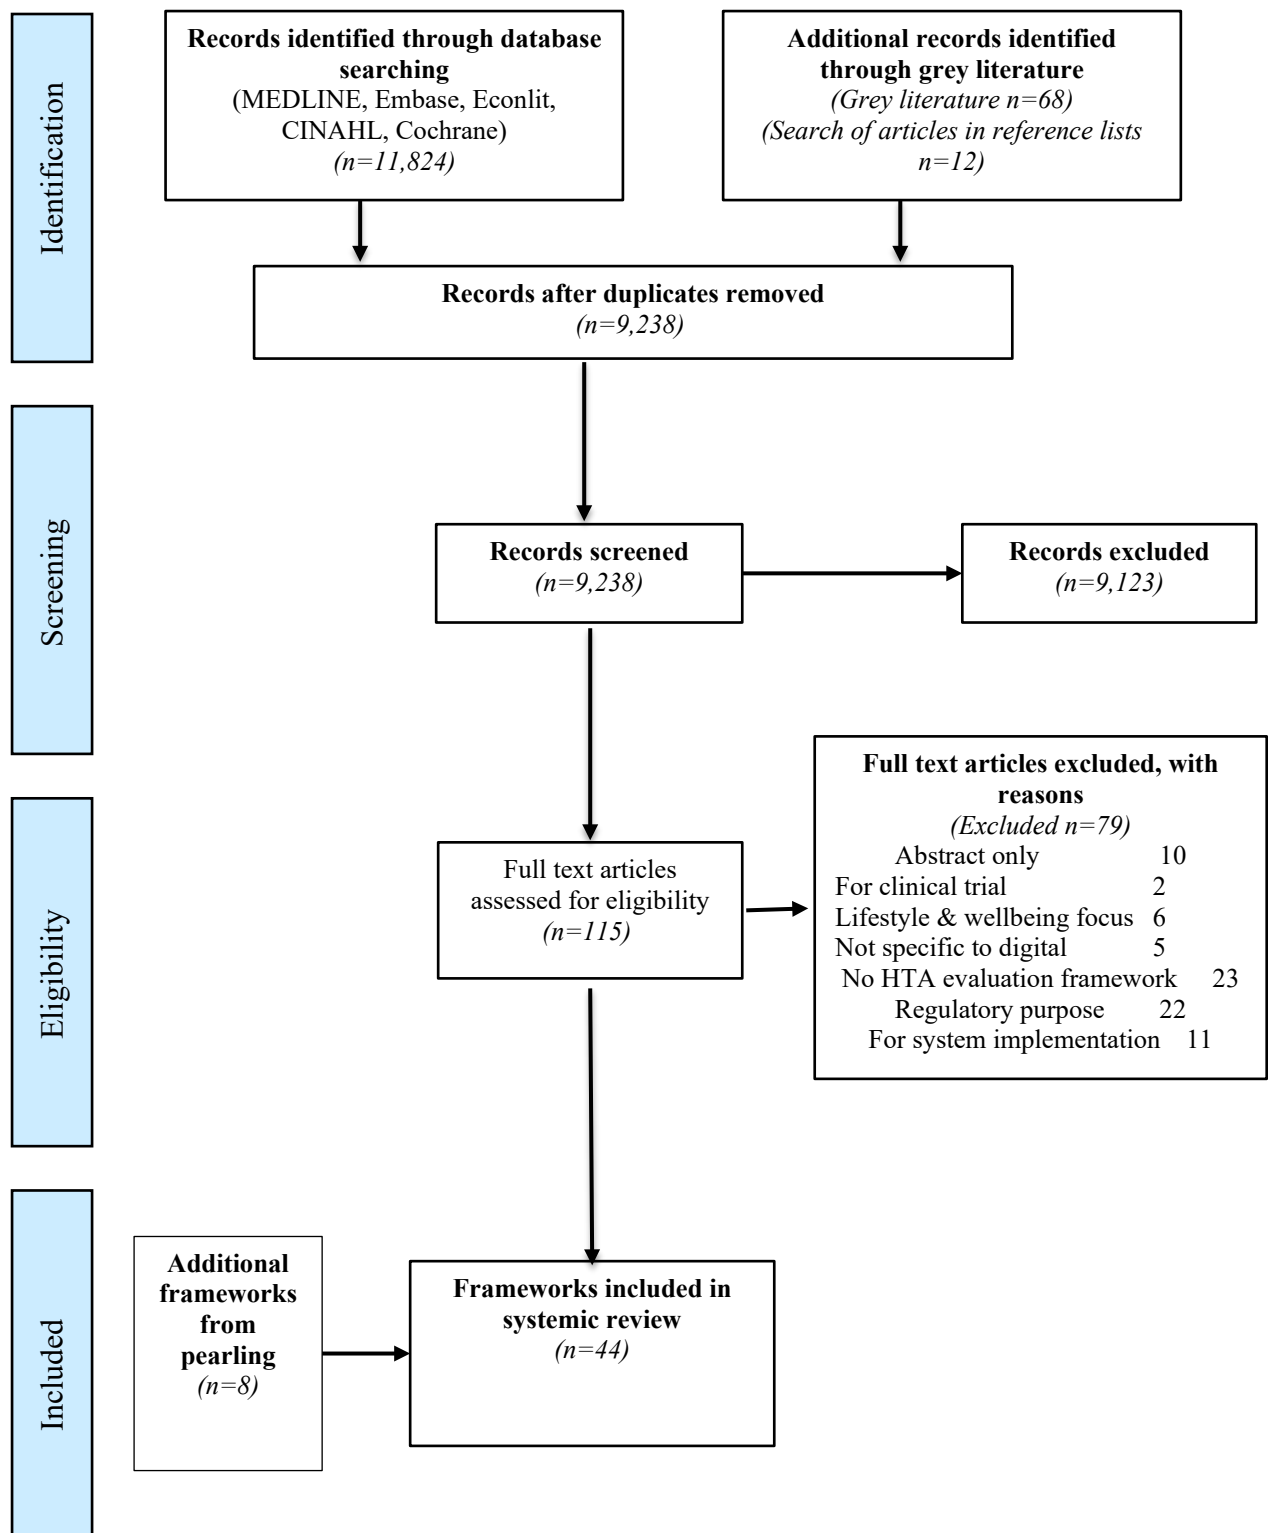 Identification
Records identified through database
searching
(MEDLINE, Embase, Econlit,
CINAHL, Cochrane)
(n=11,824)
Additional records identified
through grey literature
(Grey literature n=68)
(Search of articles in reference lists
n=12)
Records after duplicates removed
(n=9,238)
Screening
Records screened
(n=9,238)
Records excluded
(n=9,123)
Eligibility
Full text articles
assessed for eligibility
(n=115)
Full text articles excluded, with
reasons
(Excluded n=79)
Abstract only 10
For clinical trial 2
Lifestyle & wellbeing focus 6
Not specific to digital 5
No HTA evaluation framework 23
Regulatory purpose 22
For system implementation 11
Included
Additional
frameworks
from
pearling
(n=8)
Frameworks included in
systemic review
(n=44)